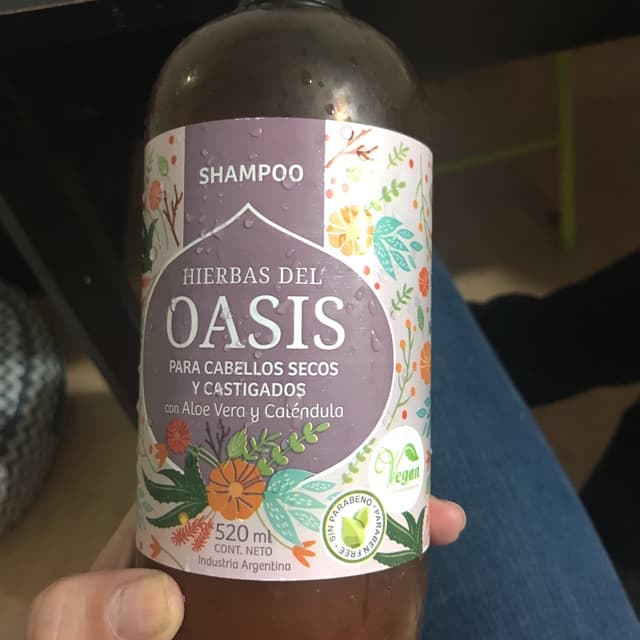 SHAMPOO
HIERBAS DEL
OASIS
PARA CABELLOS SECOS
Y CASTIGADOS
con Aloe Vera y Caléndula
Vegan
SIN PARABENO • PARABEN FREE •
520 ml
CONT. NETO
Industria Argentina